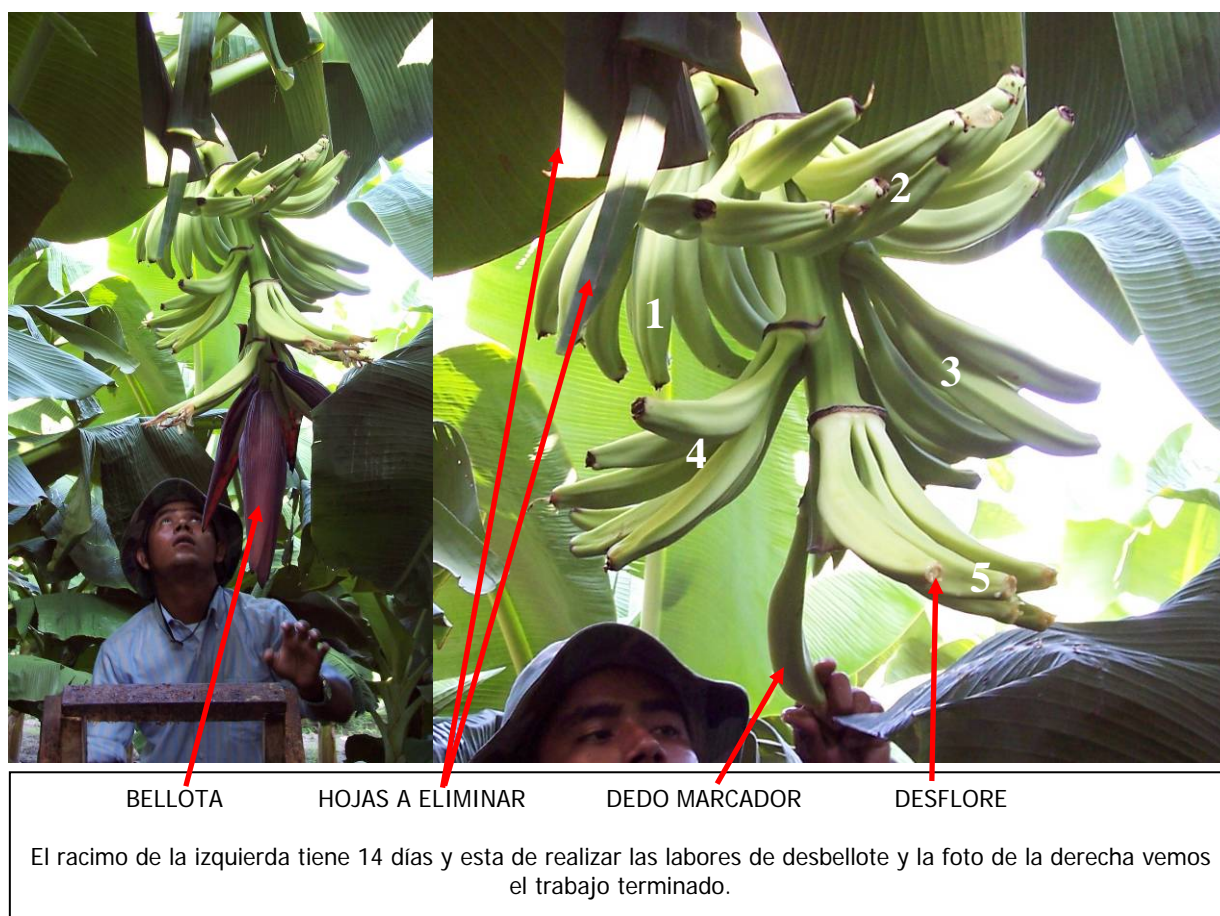 2
1
3
4
5
BELLOTA HOJAS A ELIMINAR DEDO MARCADOR DESFLORE
El racimo de la izquierda tiene 14 días y esta de realizar las labores de desbellote y la foto de la derecha vemos
el trabajo terminado.